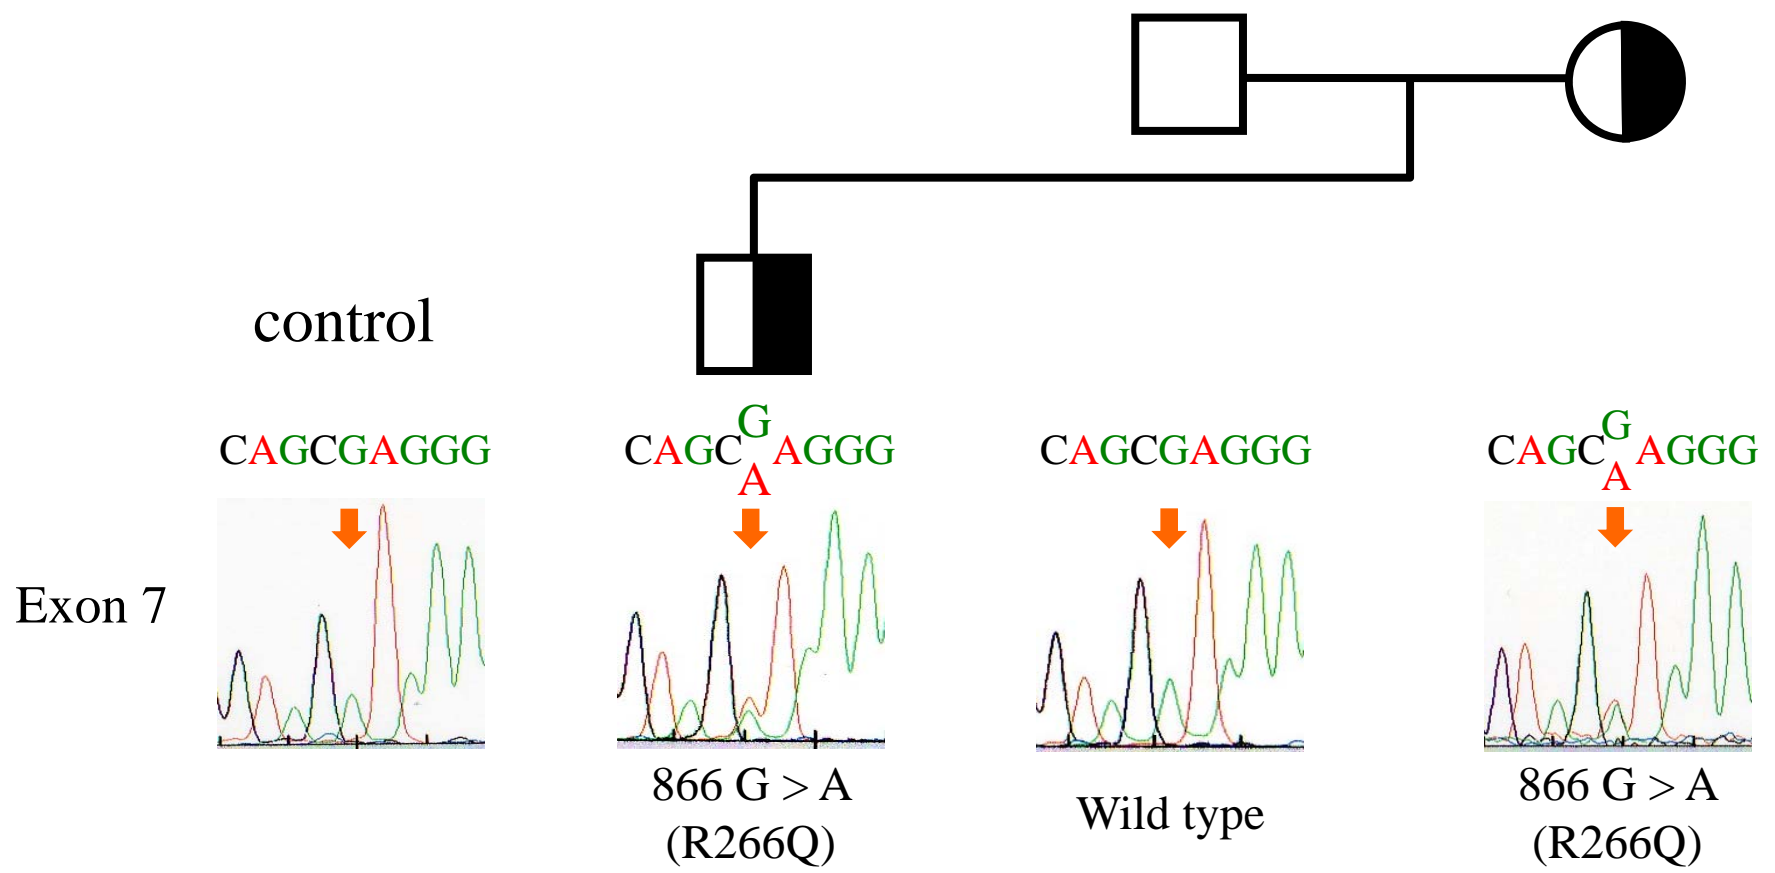 control
CAGCGAGGG
CAGC G/A AGGG
CAGCGAGGG
CAGC G/A AGGG
Exon 7
866 G > A
(R266Q)
Wild type
866 G > A
(R266Q)